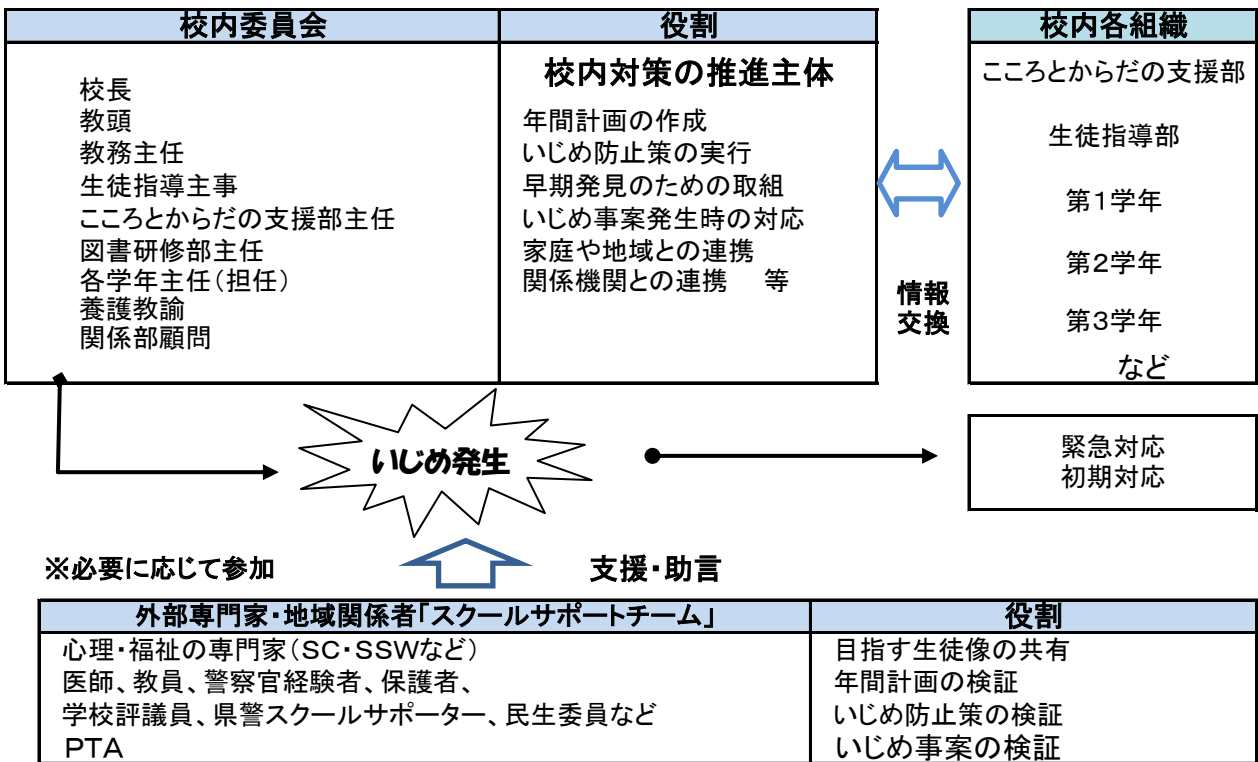 校内委員会
役割
校内各組織
校長
教頭
教務主任
生徒指導主事
こころとからだの支援部主任
図書研修部主任
各学年主任(担任)
養護教諭
関係部顧問
校内対策の推進主体
年間計画の作成
いじめ防止策の実行
早期発見のための取組
いじめ事案発生時の対応
家庭や地域との連携
関係機関との連携　等
情報
交換
こころとからだの支援部
生徒指導部
第1学年
第2学年
第3学年
など
いじめ発生
緊急対応
初期対応
※必要に応じて参加
支援・助言
外部専門家・地域関係者「スクールサポートチーム」
役割
心理・福祉の専門家(SC・SSWなど)
医師、教員、警察官経験者、保護者、
学校評議員、県警スクールサポーター、民生委員など
PTA
目指す生徒像の共有
年間計画の検証
いじめ防止策の検証
いじめ事案の検証